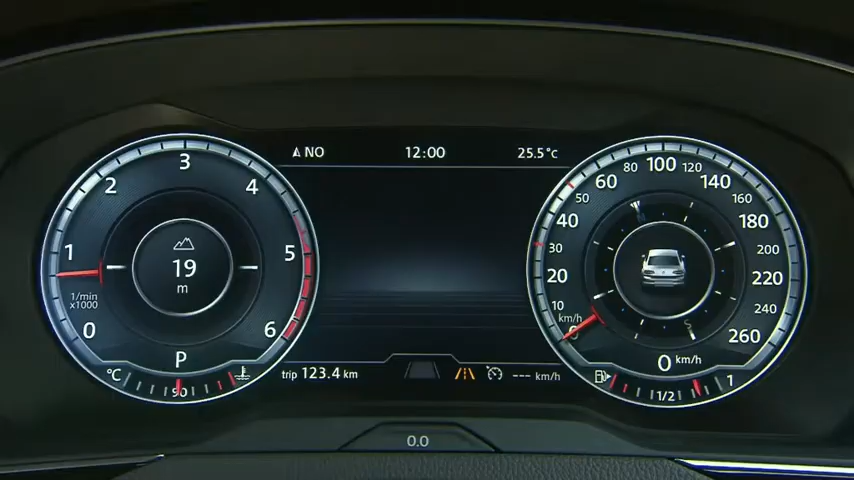 NO 12:00 25.5°C
3
2 4
1 5
19
m
1/min
x1000
0 6
P
°C
90
trip 123.4 km
--- km/h
0.0
100
80 120
60 140
50 160
40 180
30 200
20 220
10 240
km/h
0 260
0 km/h
1/2 1